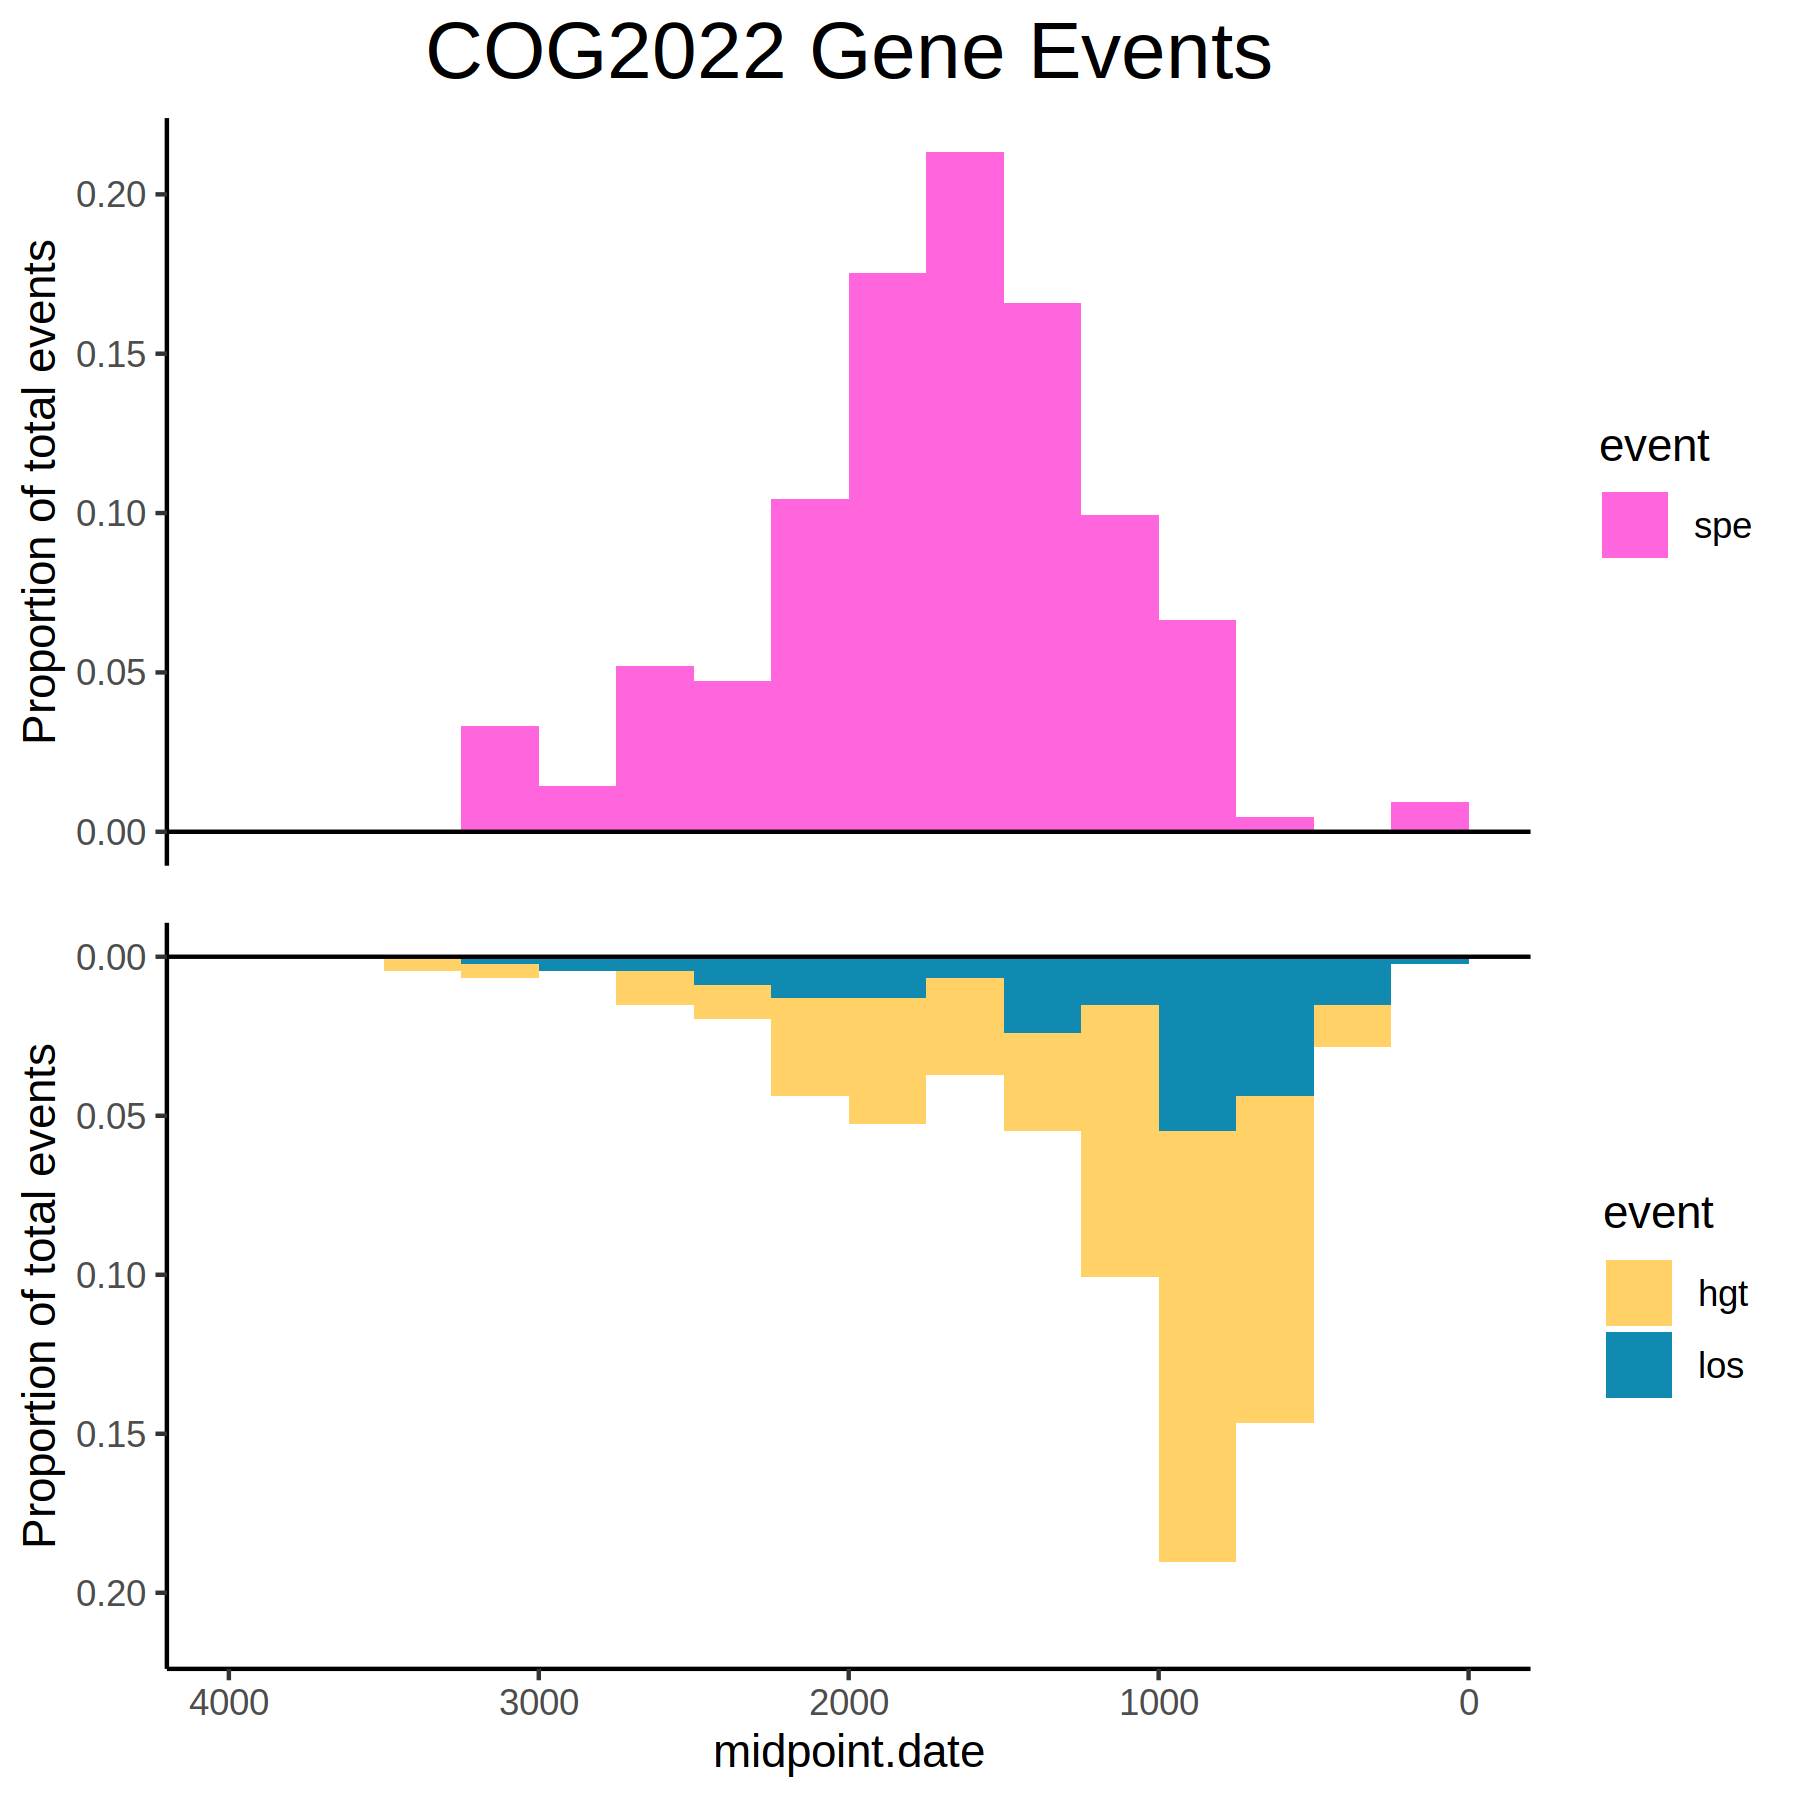 COG2022 Gene Events
Proportion of total events
0.20
0.15
0.10
0.05
0.00
event
spe
Proportion of total events
0.00
0.05
0.10
0.15
0.20
event
hgt
los
4000 3000 2000 1000 0
midpoint.date